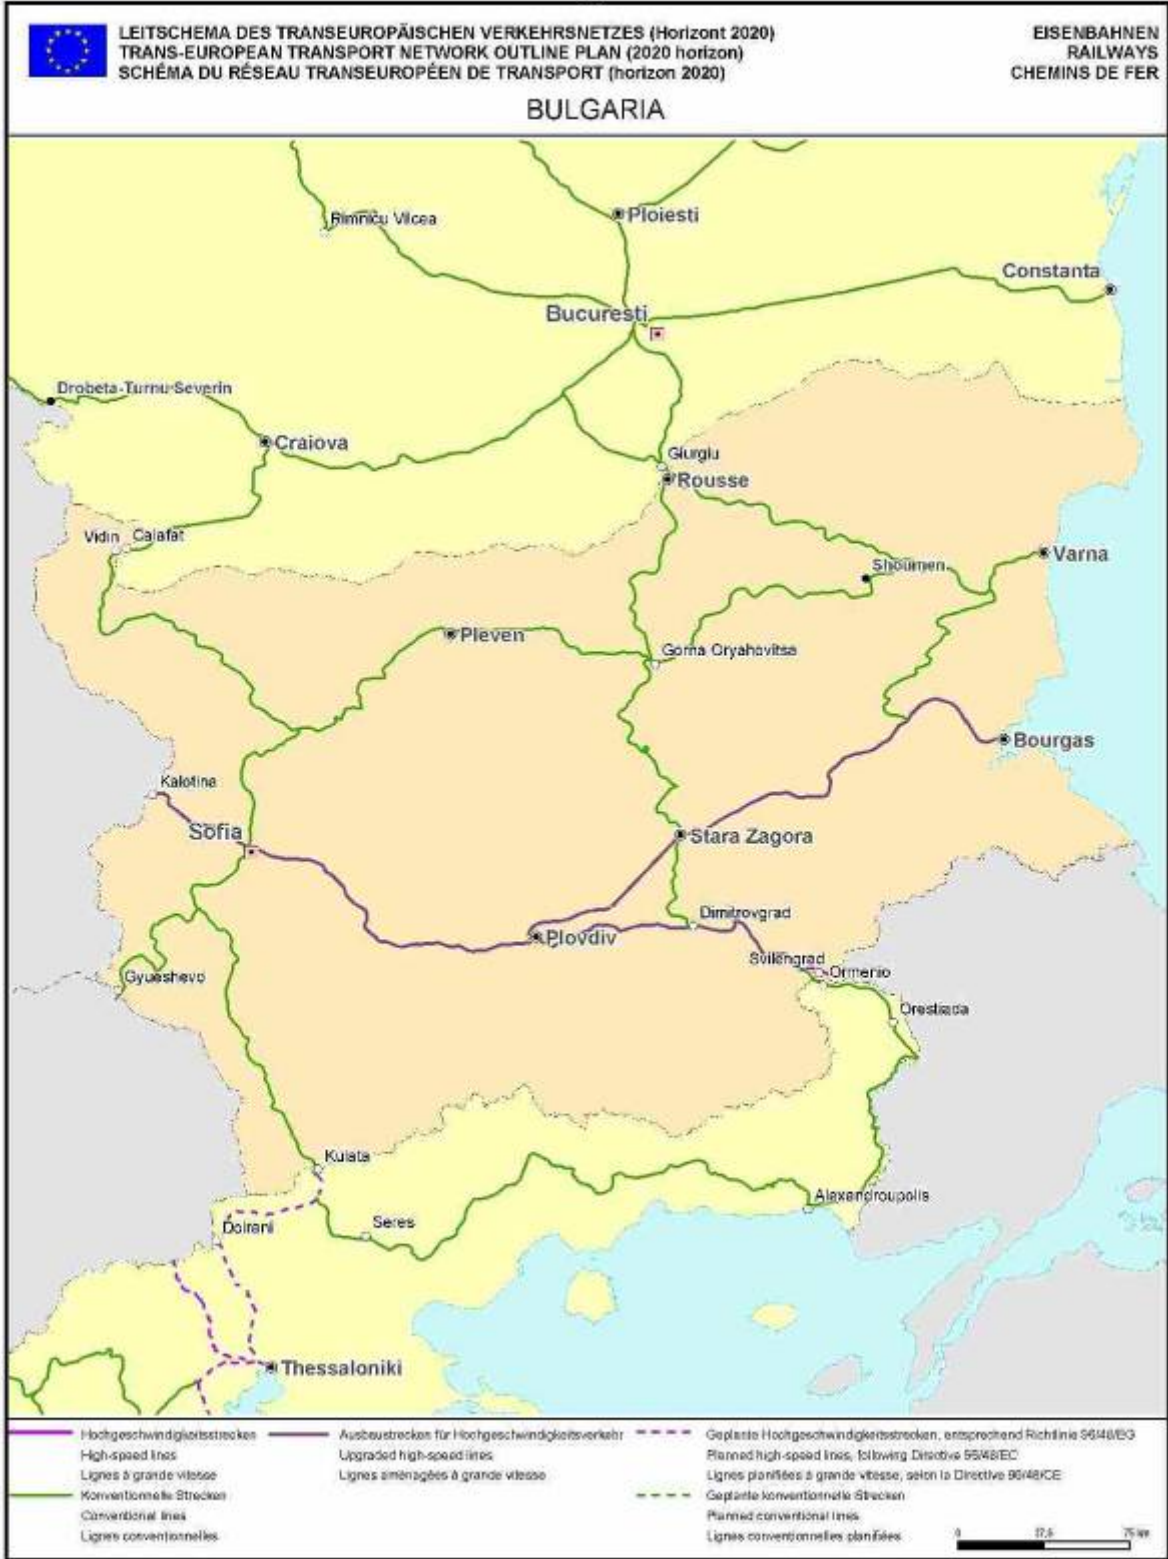 LEITSCHEMA DES TRANSEUROPÄISCHEN VERKEHRSNETZES (Horizont 2020)
TRANS-EUROPEAN TRANSPORT NETWORK OUTLINE PLAN (2020 horizon)
SCHÉMA DU RÉSEAU TRANSEUROPÉEN DE TRANSPORT (horizon 2020)
EISENBAHNEN
RAILWAYS
CHEMINS DE FER
BULGARIA
Rimnicu Vilcea
Ploiesti
Constanta
Bucuresti
Drobeta-Turnu-Severin
Craiova
Giurgiu
Rousse
Vidin
Calafat
Varna
Shoumen
Pleven
Gorna Oryahovitsa
Bourgas
Kalotina
Sofia
Stara Zagora
Dimitrovgrad
Plovdiv
Svilengrad
Ormenio
Gyueshevo
Orestiada
Kulata
Alexandroupolis
Doirani
Seres
Thessaloniki
Hochgeschwindigkeitsstrecken
High-speed lines
Lignes à grande vitesse
Konventionelle Strecken
Conventional lines
Lignes conventionnelles
Ausbaustrecken für Hochgeschwindigkeitsverkehr
Upgraded high-speed lines
Lignes aménagées à grande vitesse
Geplante Hochgeschwindigkeitsstrecken, entsprechend Richtlinie 96/48/EG
Planned high-speed lines, following Directive 96/48/EC
Lignes planifiées à grande vitesse, selon la Directive 96/48/CE
Geplante konventionelle Strecken
Planned conventional lines
Lignes conventionnelles planifiées
0 37,5 75 km